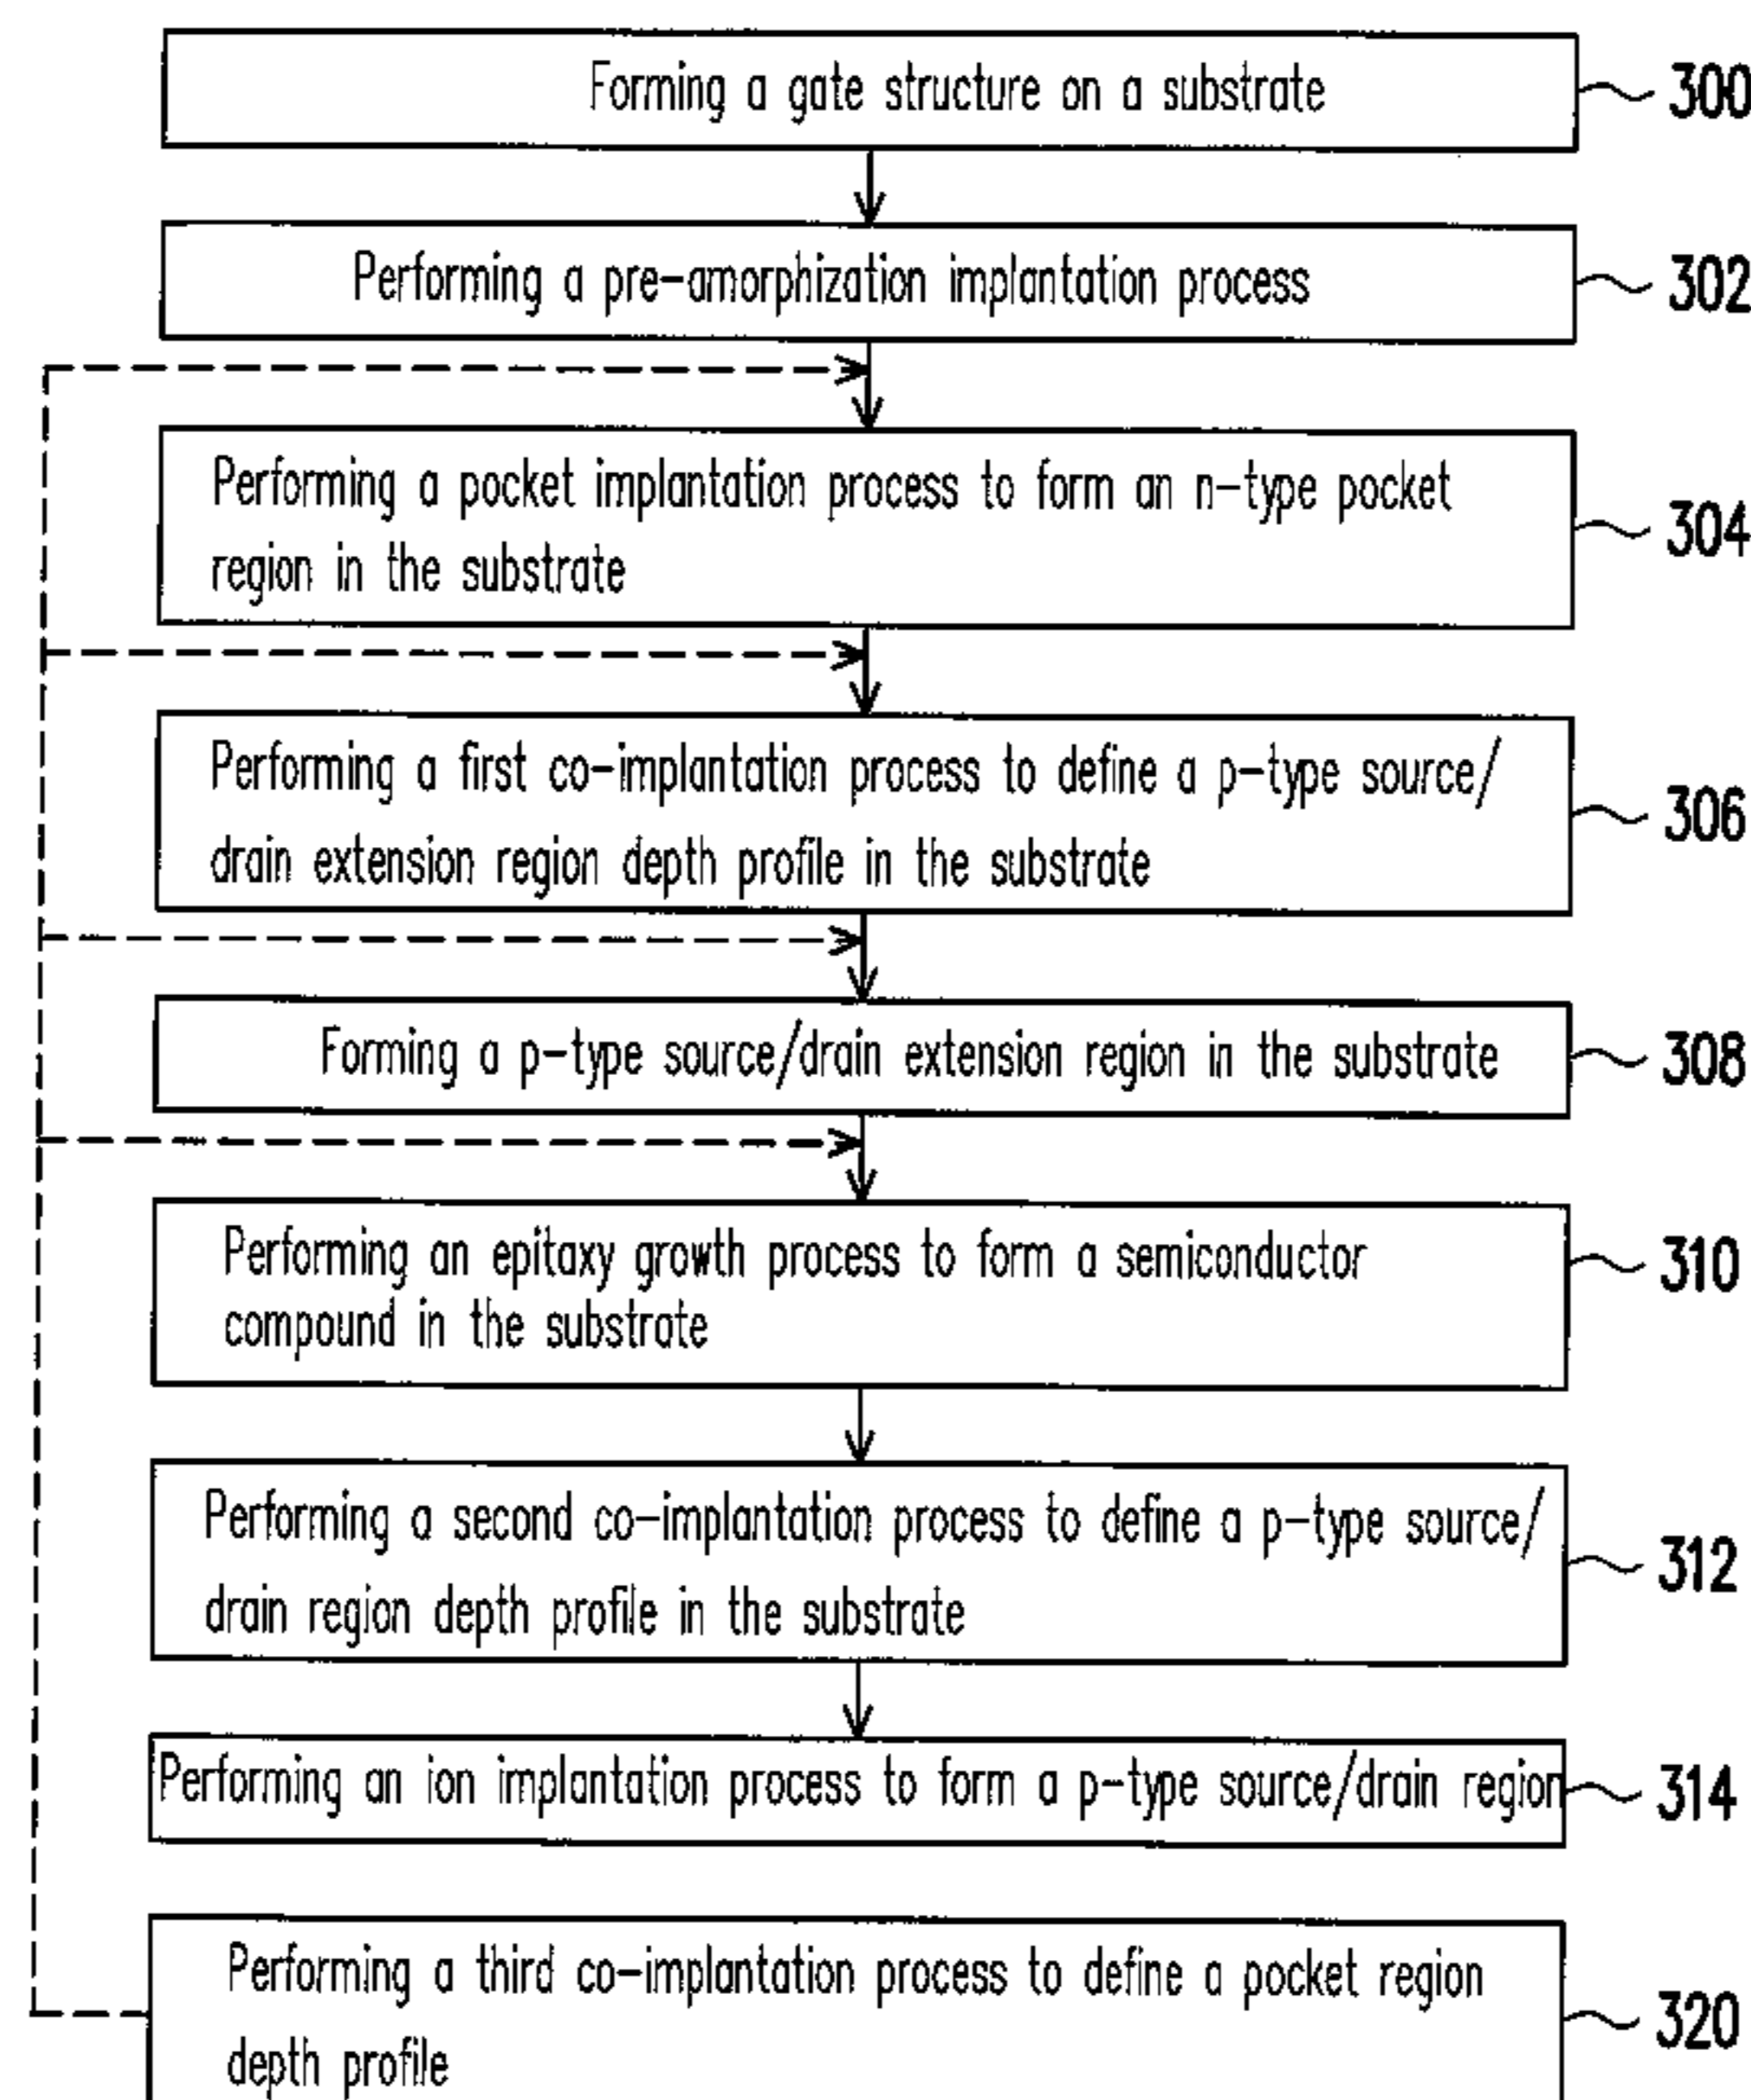 Forming a gate structure on a substrate
300
Performing a pre-amorphization implantation process
302
Performing a pocket implantation process to form an n-type pocket
region in the substrate
304
Performing a first co-implantation process to define a p-type source/
drain extension region depth profile in the substrate
306
Forming a p-type source/drain extension region in the substrate
308
Performing an epitaxy growth process to form a semiconductor
compound in the substrate
310
Performing a second co-implantation process to define a p-type source/
drain region depth profile in the substrate
312
Performing an ion implantation process to form a p-type source/drain region
314
Performing a third co-implantation process to define a pocket region
depth profile
320